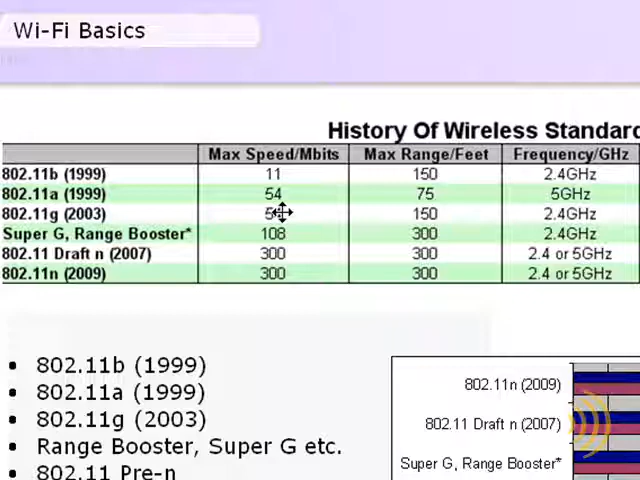 Wi-Fi Basics
History Of Wireless Standard
Max Speed/Mbits Max Range/Feet Frequency/GHz
802.11b (1999) 11 150 2.4GHz
802.11a (1999) 54 75 5GHz
802.11g (2003) 150 2.4GHz
Super G, Range Booster* 108 300 2.4GHz
802.11 Draft n (2007) 300 300 2.4 or 5GHz
802.11n (2009) 300 300 2.4 or 5GHz
• 802.11b (1999)
• 802.11a (1999)
• 802.11g (2003)
• Range Booster, Super G etc.
• 802.11 Pre-n
802.11n (2009)
802.11 Draft n (2007)
Super G, Range Booster*